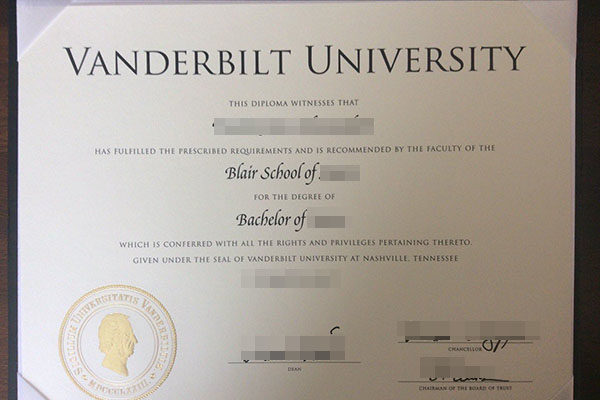 VANDERBILT UNIVERSITY
THIS DIPLOMA WITNESSES THAT
HAS FULFILLED THE PRESCRIBED REQUIREMENTS AND IS RECOMMENDED BY THE FACULTY OF THE
Blair School of
FOR THE DEGREE OF
Bachelor of
WHICH IS CONFERRED WITH ALL THE RIGHTS AND PRIVILEGES PERTAINING THERETO.
GIVEN UNDER THE SEAL OF VANDERBILT UNIVERSITY AT NASHVILLE, TENNESSEE
SIGILLUM UNIVERSITATIS VANDERBILTIÆ
MDCCCLXXIII
DEAN
CHANCELLOR
CHAIRMAN OF THE BOARD OF TRUST